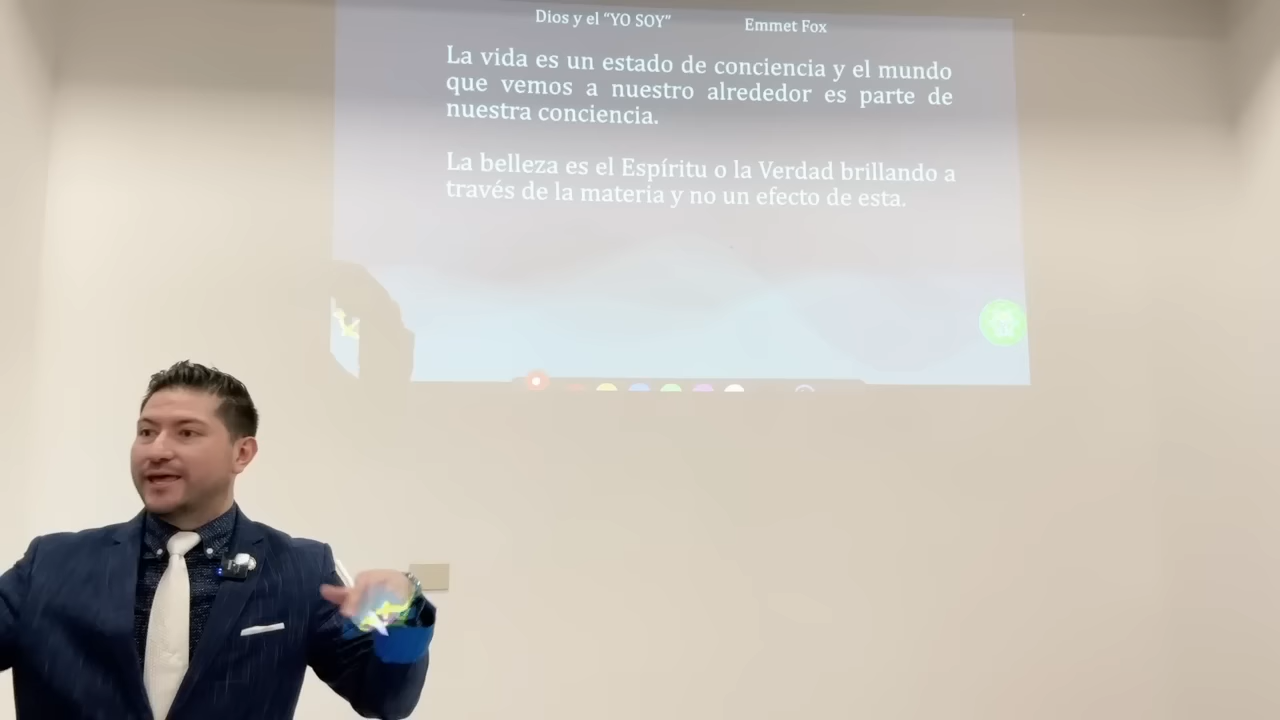 Dios y el “YO SOY” Emmet Fox
La vida es un estado de conciencia y el mundo
que vemos a nuestro alrededor es parte de
nuestra conciencia.
La belleza es el Espíritu o la Verdad brillando a
través de la materia y no un efecto de esta.